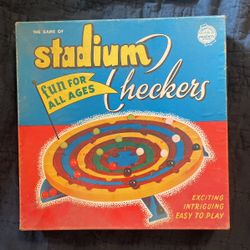 THE GAME OF
stadium
Checkers
fun FOR
ALL AGES
EXCITING
INTRIGUING
EASY TO PLAY